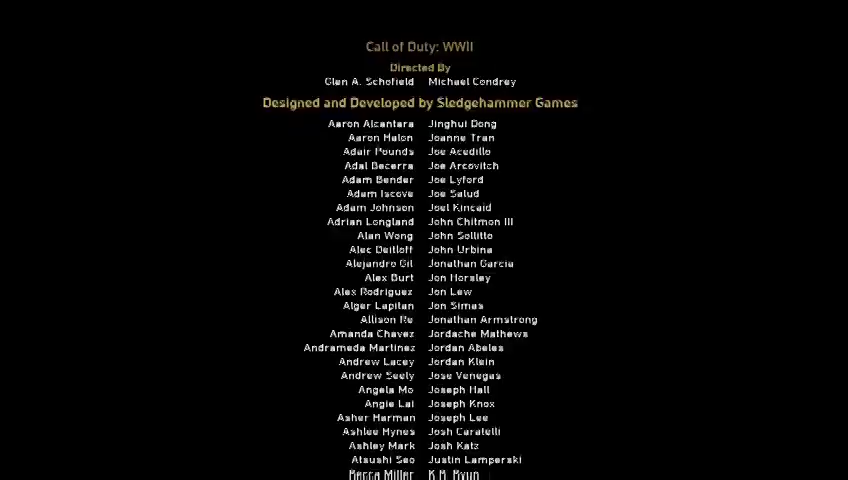 Call of Duty: WWII
Directed By
Glen A. Schofield Michael Condrey
Designed and Developed by Sledgehammer Games
Aaron Alcantara Jinghui Dong
Aaron Halon Joanne Tran
Adair Pounds Joe Acedillo
Adal Becerra Joe Arcovitch
Adam Bender Joe Lyford
Adam Iscove Joe Salud
Adam Johnson Joel Kincaid
Adrian Longland John Chitmon III
Alan Wong John Sollitto
Alec Deitloff John Urbina
Alejandro Gil Jonathan Garcia
Alex Burt Jon Horsley
Alex Rodriguez Jon Lew
Alger Lapitan Jon Simas
Allison Re Jonathan Armstrong
Amanda Chavez Jordache Mathews
Andrameda Martinez Jordan Abeles
Andrew Lacey Jordan Klein
Andrew Seely Jose Venegas
Angela Mo Joseph Hall
Angie Lai Joseph Knox
Asher Harman Joseph Lee
Ashlee Hynes Josh Caratelli
Ashley Mark Josh Katz
Atsushi Seo Justin Lamperski
Becca Miller K.B. Byun